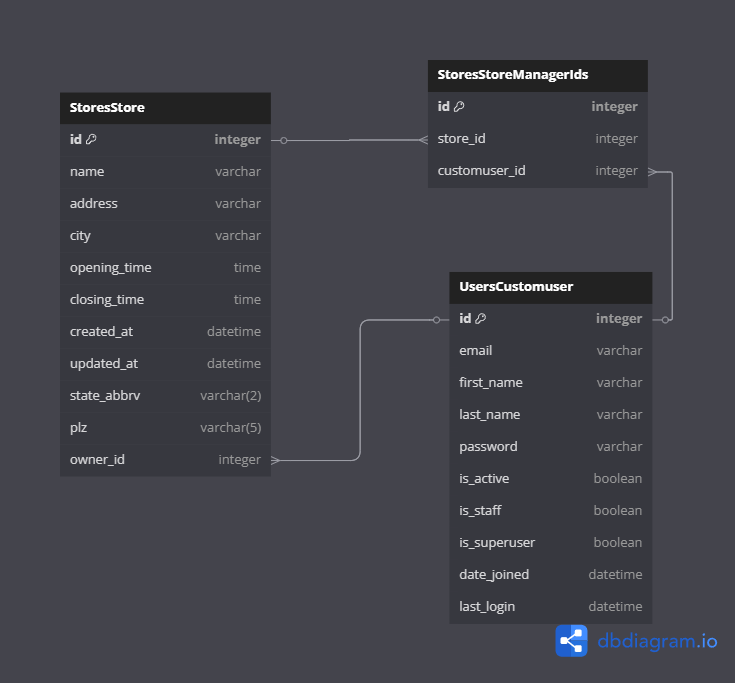 StoresStore
id integer
name varchar
address varchar
city varchar
opening_time time
closing_time time
created_at datetime
updated_at datetime
state_abbrv varchar(2)
plz varchar(5)
owner_id integer
StoresStoreManagerIds
id integer
store_id integer
customuser_id integer
UsersCustomuser
id integer
email varchar
first_name varchar
last_name varchar
password varchar
is_active boolean
is_staff boolean
is_superuser boolean
date_joined datetime
last_login datetime
dbdiagram.io